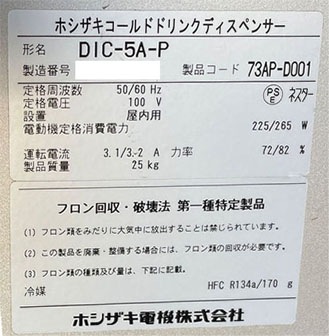 ホシザキコールドドリンクディスペンサー
形名 DIC-5A-P
製造番号 製品コード 73AP-D001
定格周波数 50/60 Hz
定格電圧 100 V
設置 屋内用
電動機定格消費電力 225/265 W
運転電流 3.1/3.2 A 力率 72/82 %
製品質量 25 kg
PSE ネスター
フロン回収・破壊法 第一種特定製品
(1) フロン類をみだりに大気中に放出することは禁じられています。
(2) この製品を廃棄・整備する場合には、フロン類の回収が必要です。
(3) フロン類の種類及び量は、下記に記載。
冷媒 HFC R134a/170 g
ホシザキ電機株式会社